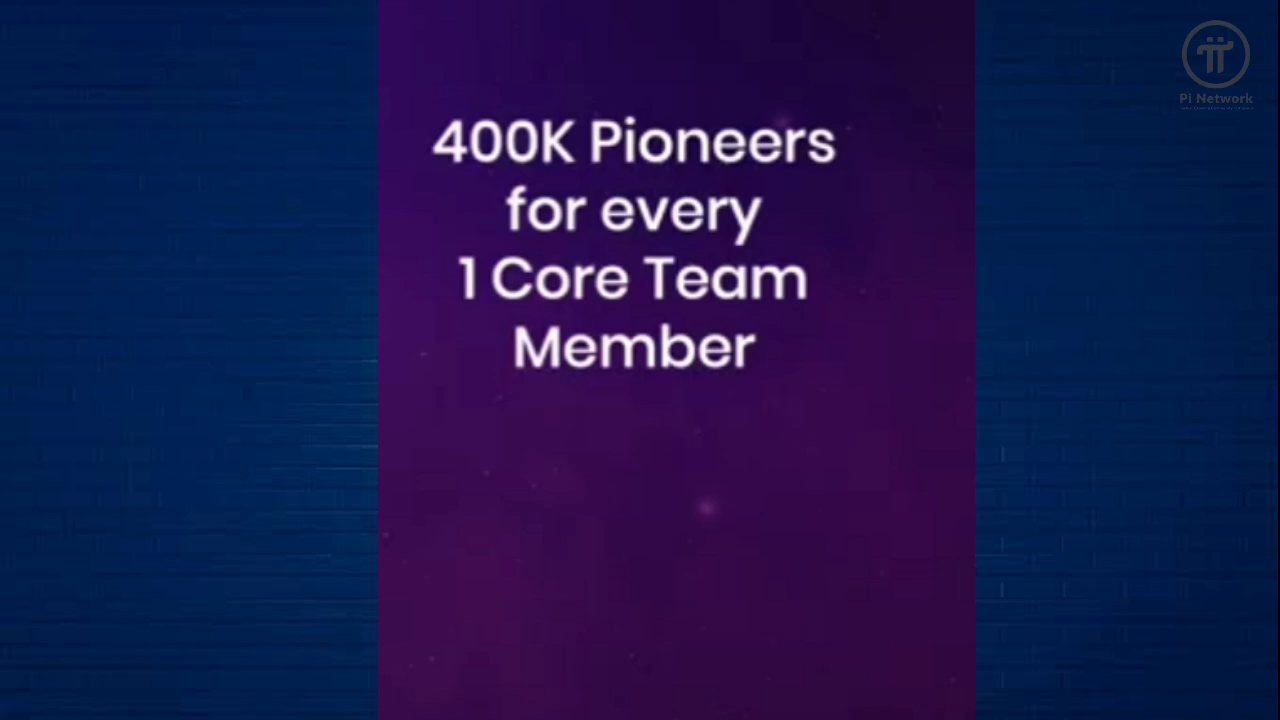 400K Pioneers
for every
1 Core Team
Member
Pi Network